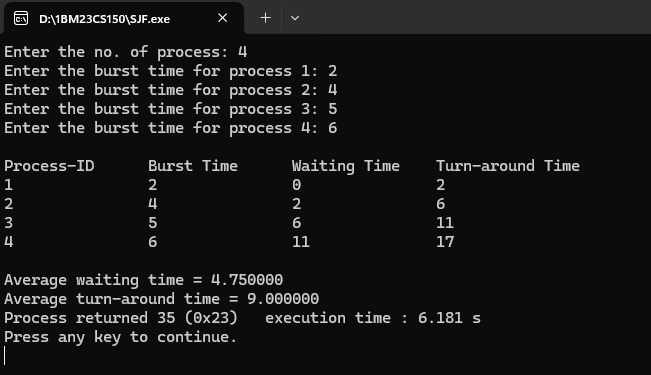 D:\1BM23CS150\SJF.exe
Enter the no. of process: 4
Enter the burst time for process 1: 2
Enter the burst time for process 2: 4
Enter the burst time for process 3: 5
Enter the burst time for process 4: 6
Process-ID Burst Time Waiting Time Turn-around Time
1 2 0 2
2 4 2 6
3 5 6 11
4 6 11 17
Average waiting time = 4.750000
Average turn-around time = 9.000000
Process returned 35 (0x23) execution time : 6.181 s
Press any key to continue.